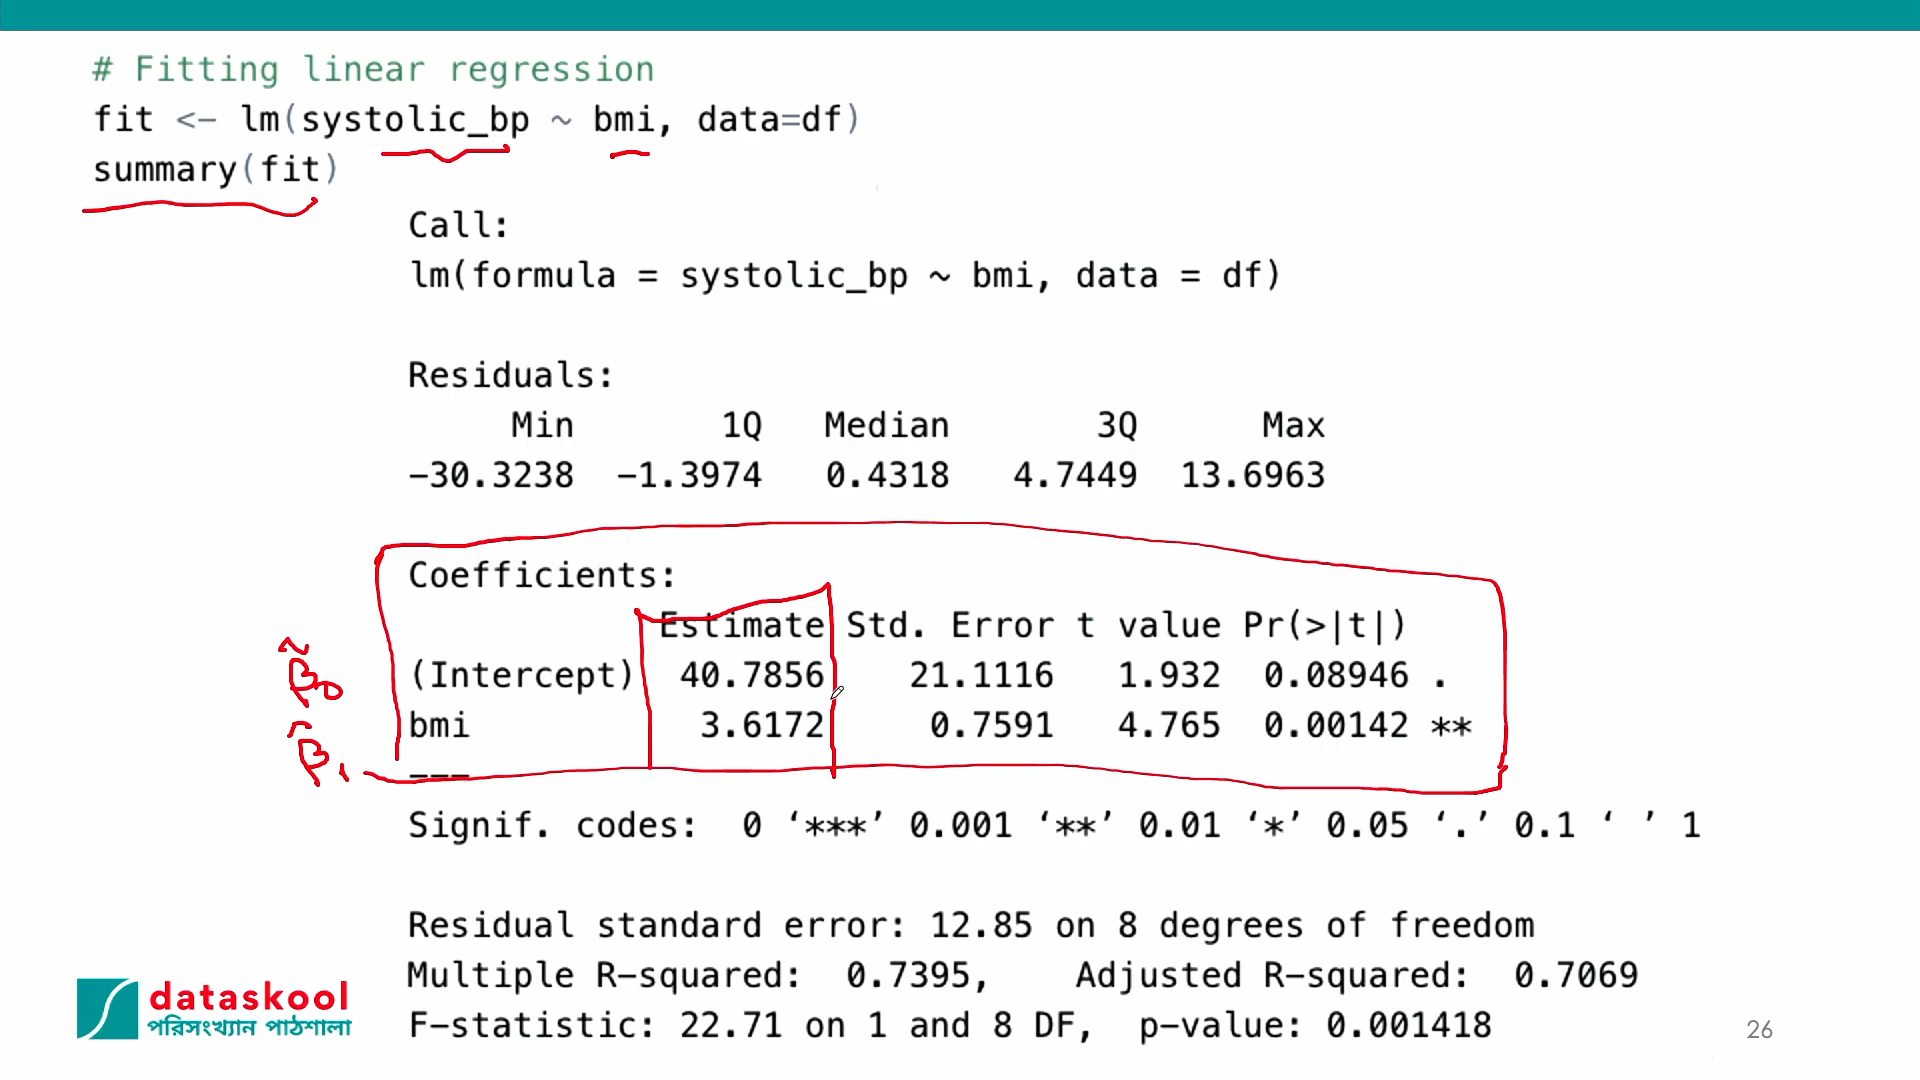 # Fitting linear regression
fit <- lm(systolic_bp ~ bmi, data=df)
summary(fit)
Call:
lm(formula = systolic_bp ~ bmi, data = df)
Residuals:
Min 1Q Median 3Q Max
-30.3238 -1.3974 0.4318 4.7449 13.6963
Coefficients:
Estimate Std. Error t value Pr(>|t|)
(Intercept) 40.7856 21.1116 1.932 0.08946 .
β̂0
bmi 3.6172 0.7591 4.765 0.00142 **
β̂1
---
Signif. codes: 0 ‘***’ 0.001 ‘**’ 0.01 ‘*’ 0.05 ‘.’ 0.1 ‘ ’ 1
Residual standard error: 12.85 on 8 degrees of freedom
Multiple R-squared: 0.7395, Adjusted R-squared: 0.7069
F-statistic: 22.71 on 1 and 8 DF, p-value: 0.001418
dataskool
পরিসংখ্যান পাঠশালা
26